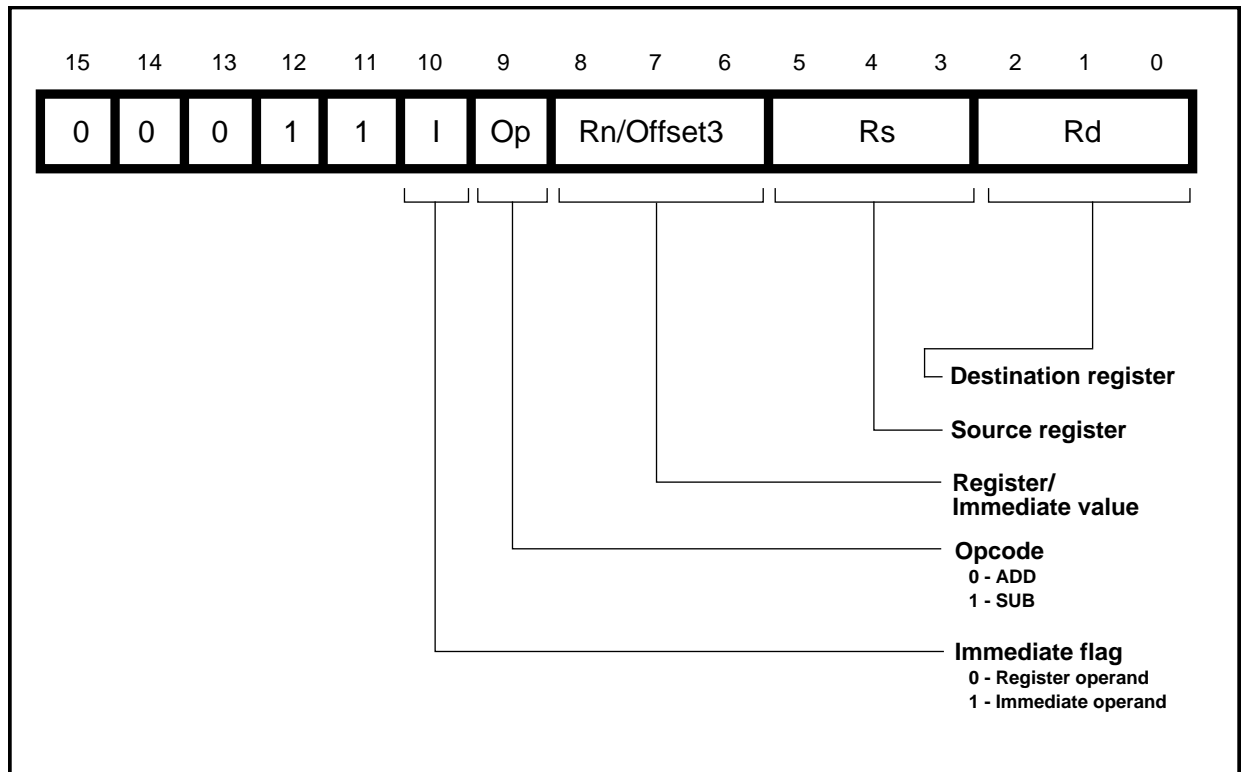 15 14 13 12 11 10 9 8 7 6 5 4 3 2 1 0
0 0 0 1 1 I Op Rn/Offset3 Rs Rd
Destination register
Source register
Register/
Immediate value
Opcode
0 - ADD
1 - SUB
Immediate flag
0 - Register operand
1 - Immediate operand